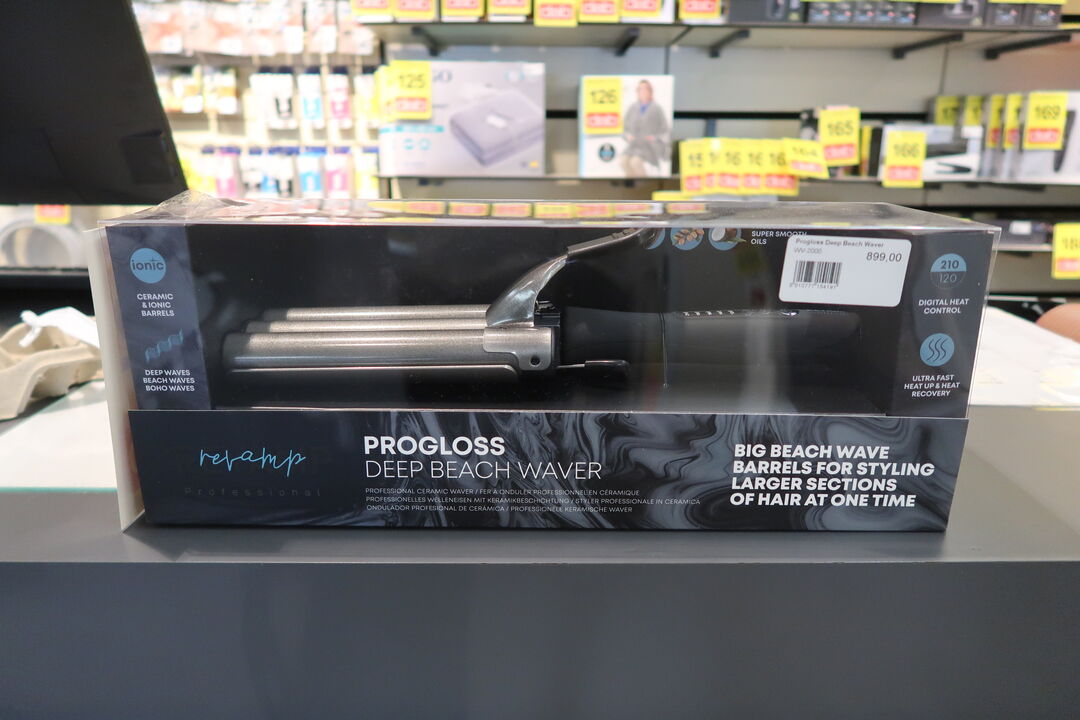 125
126
165
166
169
ionic
CERAMIC
& IONIC
BARRELS
DEEP WAVES
BEACH WAVES
BOHO WAVES
SUPER SMOOTH
OILS
Progloss Deep Beach Waver
WV-2000
899,00
210
120
DIGITAL HEAT
CONTROL
ULTRA FAST
HEAT UP & HEAT
RECOVERY
revamp
Professional
PROGLOSS
DEEP BEACH WAVER
PROFESSIONAL CERAMIC WAVER / FER À ONDULER PROFESSIONNEL EN CÉRAMIQUE
PROFESSIONELLES WELLENEISEN MIT KERAMIKBESCHICHTUNG / STYLER PROFESSIONALE IN CERAMICA
ONDULADOR PROFESIONAL DE CERÁMICA / PROFESSIONELE KERAMISCHE WAVER
BIG BEACH WAVE
BARRELS FOR STYLING
LARGER SECTIONS
OF HAIR AT ONE TIME